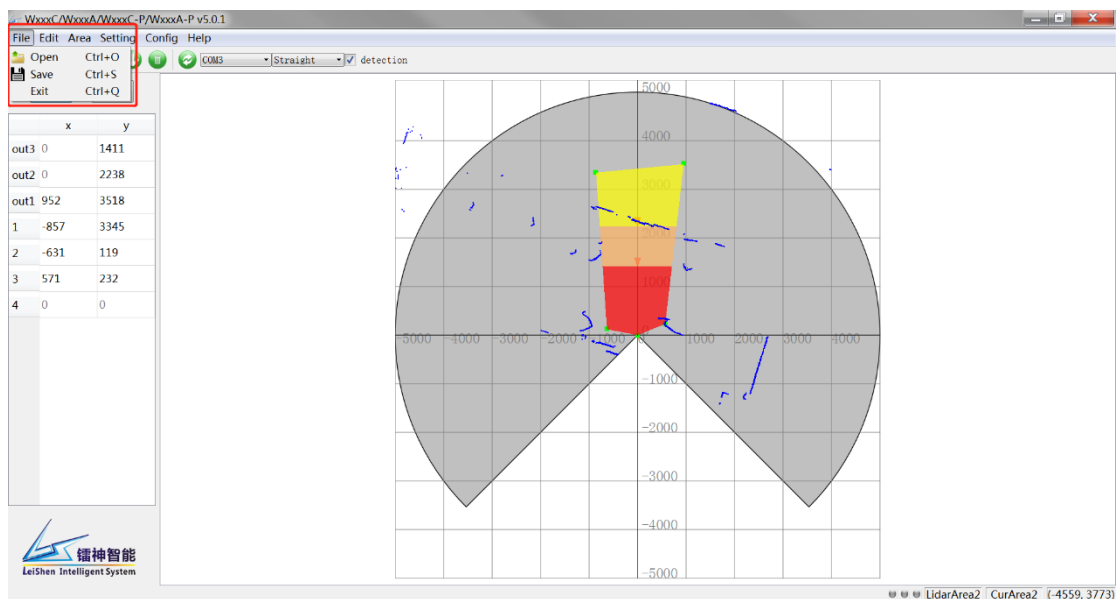 WxxxC/WxxxA/WxxxC-P/WxxxA-P v5.0.1
File Edit Area Setting Config Help
Open Ctrl+O
Save Ctrl+S
Exit Ctrl+Q
COM3 Straight detection
x y
out3 0 1411
out2 0 2238
out1 952 3518
1 -857 3345
2 -631 119
3 571 232
4 0 0
5000
4000
3000
1000
-5000 -4000 -3000 -2000 -1000 0 1000 2000 3000 4000
-1000
-2000
-3000
-4000
-5000
镭神智能
LeiShen Intelligent System
LidarArea2 CurArea2 (-4559, 3773)